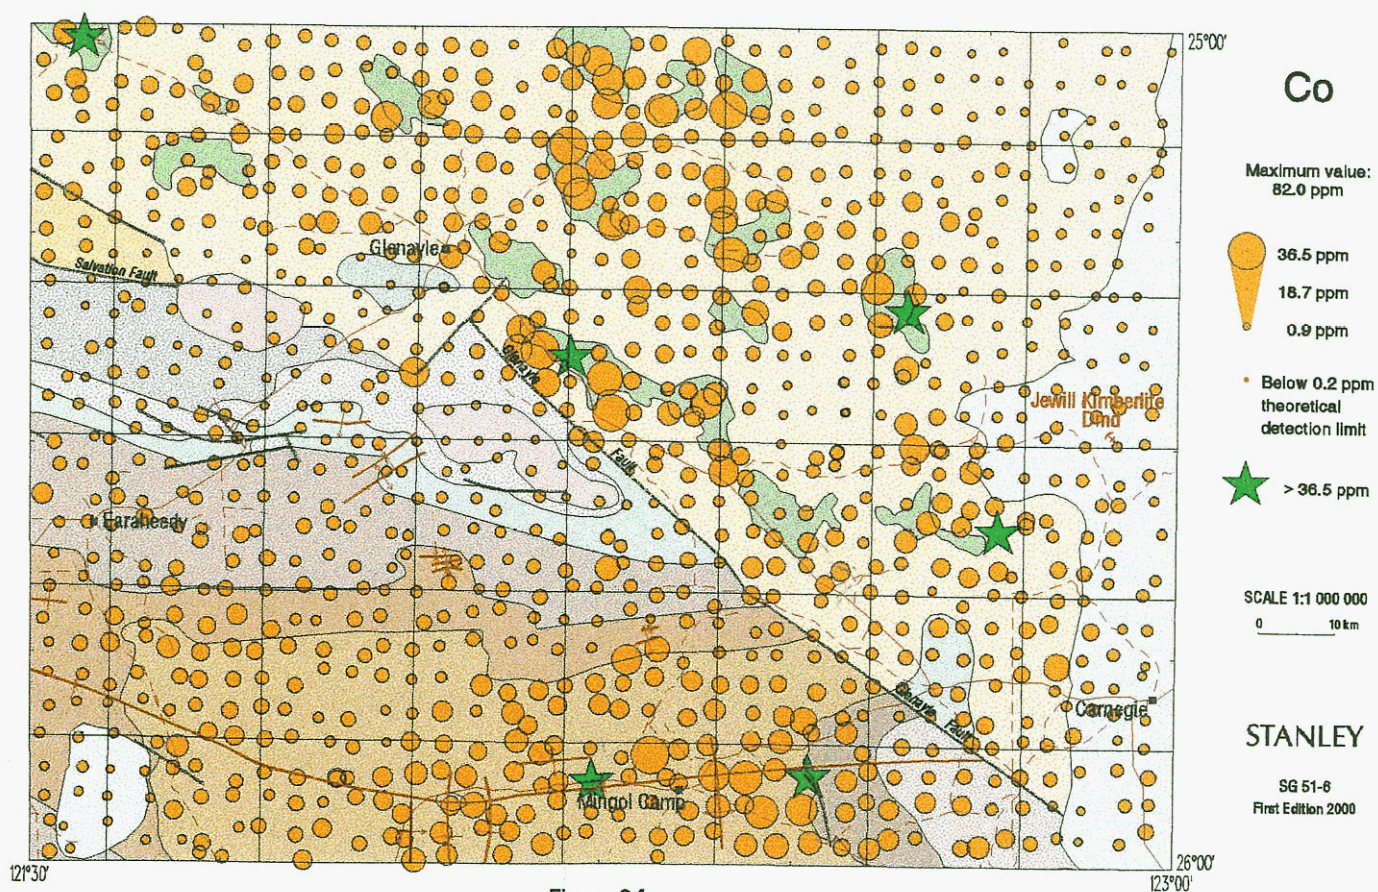 25°00'
Co
Maximum value:
82.0 ppm
36.5 ppm
18.7 ppm
0.9 ppm
Below 0.2 ppm
theoretical
detection limit
> 36.5 ppm
SCALE 1:1 000 000
0 10 km
STANLEY
SG 51-6
First Edition 2000
Glenayle
Salvation Fault
Glenayle
Fault
Jewill Kimberlite
Dmd
Earaheedy
Glenayle Fault
Carnegie
Mingol Camp
121°30'
26°00'
123°00'